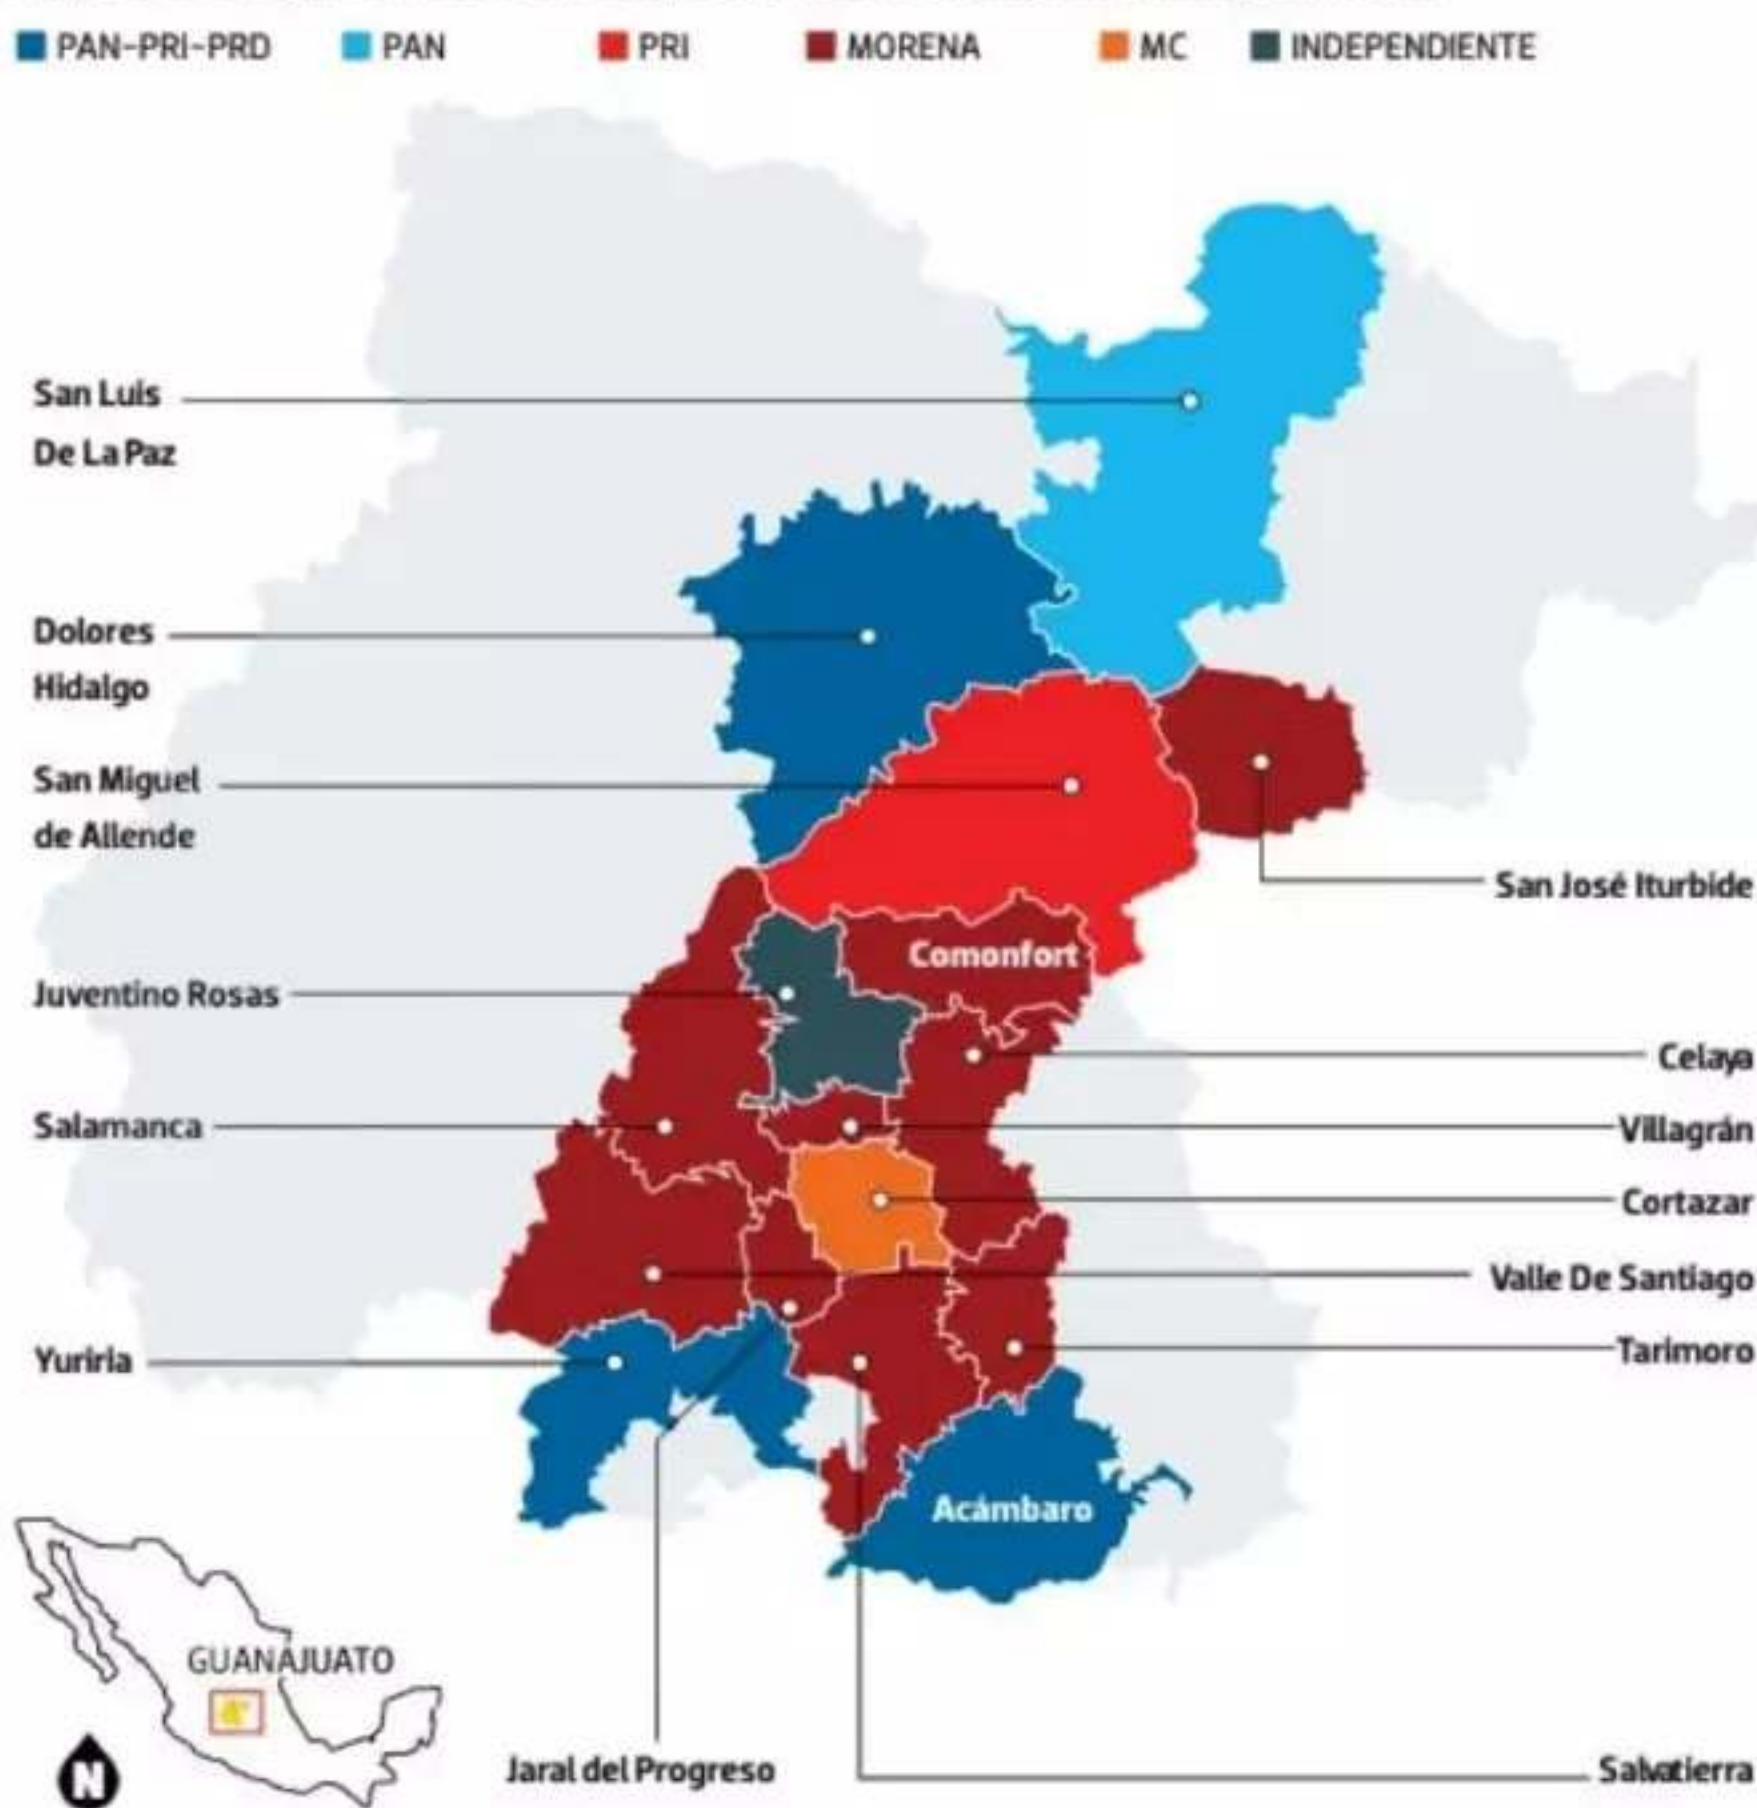 PAN-PRI-PRD
PAN
PRI
MORENA
MC
INDEPENDIENTE
San Luis
De La Paz
Dolores
Hidalgo
San Miguel
de Allende
San José Iturbide
Comonfort
Juventino Rosas
Celaya
Salamanca
Villagrán
Cortazar
Valle De Santiago
Yuriria
Tarimoro
Acámbaro
GUANAJUATO
N
Jaral del Progreso
Salvatierra